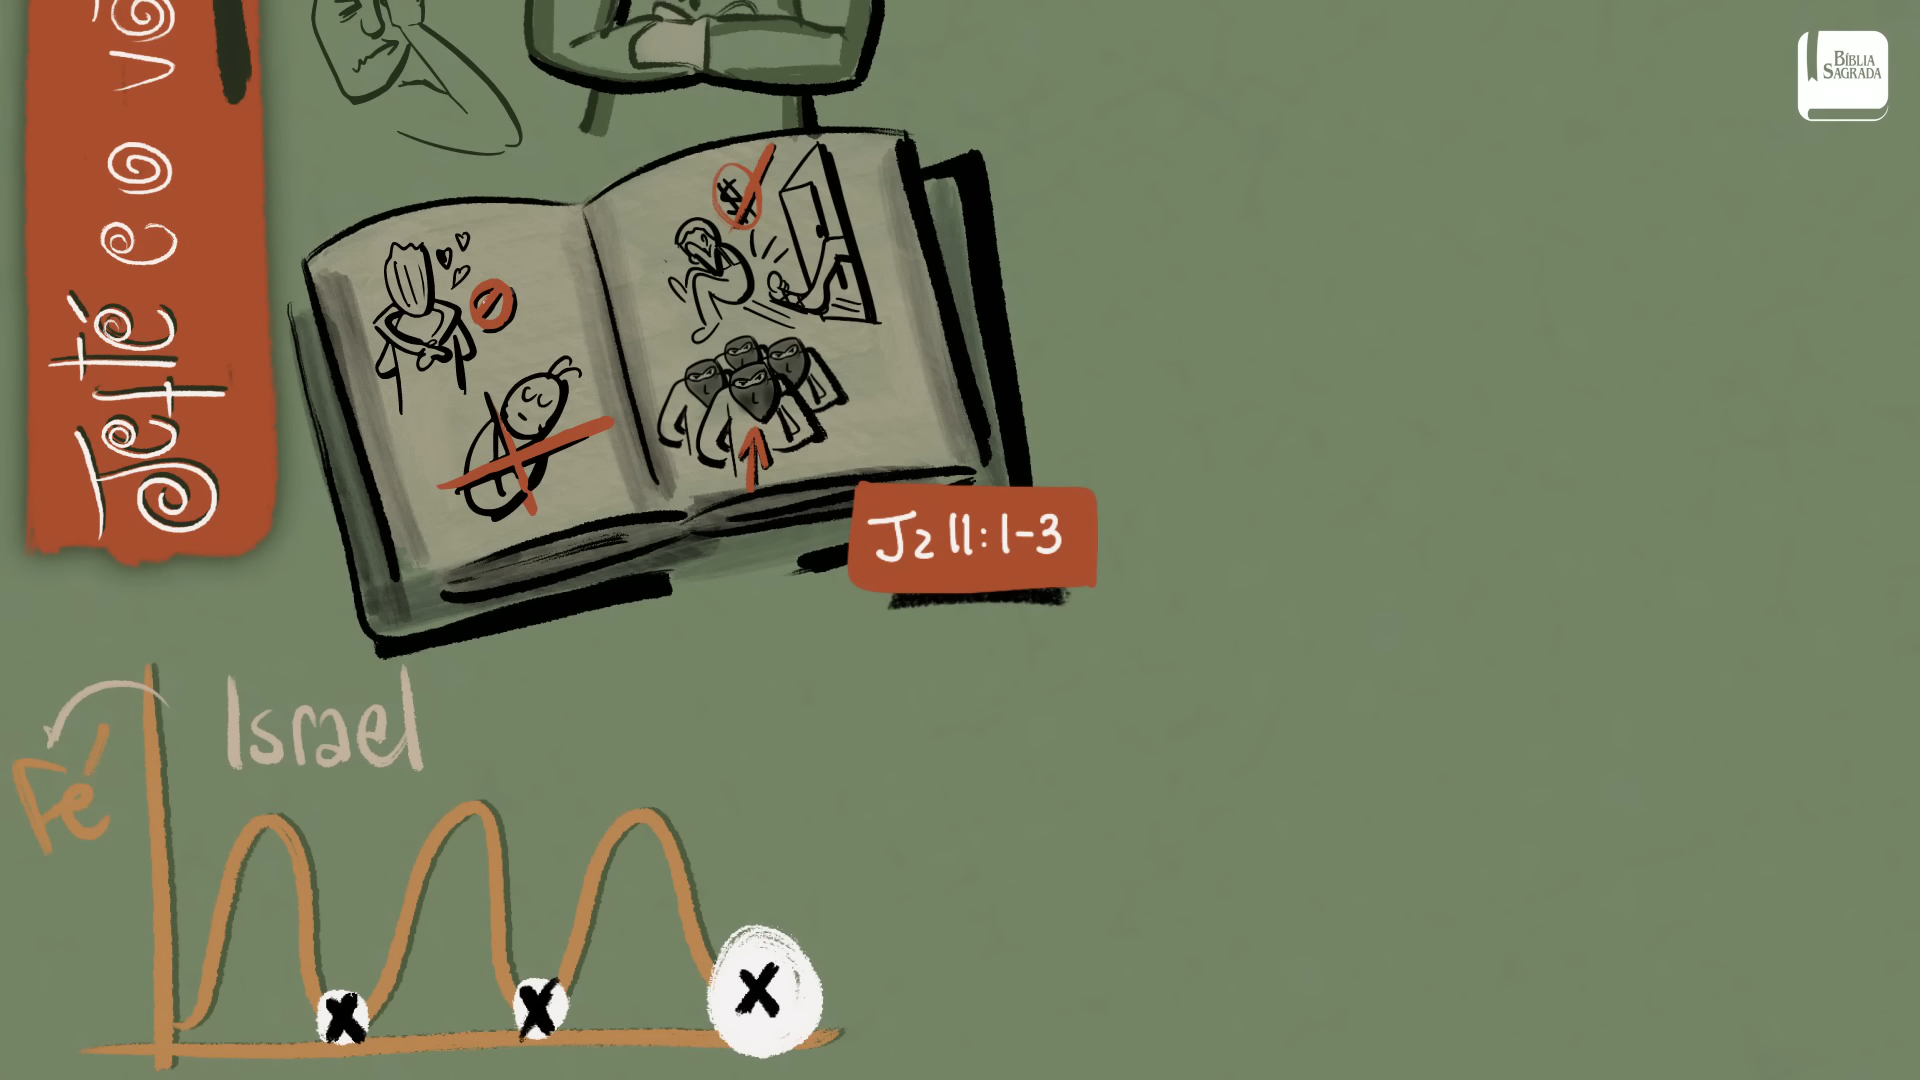 Jefté e o vo
BÍBLIA
SAGRADA
$
Jz 11:1-3
Israel
Fé
X X X